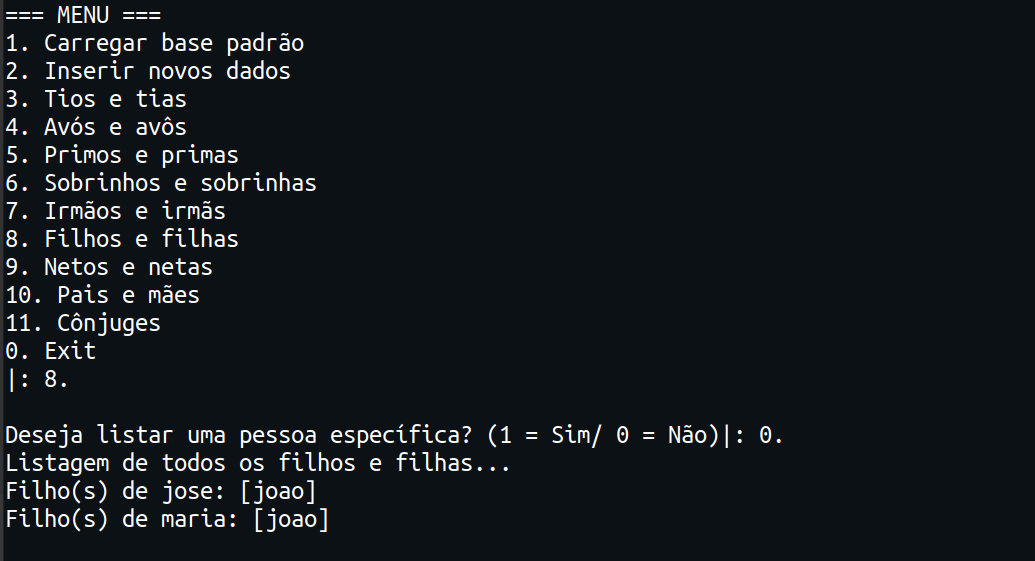 === MENU ===
1. Carregar base padrão
2. Inserir novos dados
3. Tios e tias
4. Avós e avôs
5. Primos e primas
6. Sobrinhos e sobrinhas
7. Irmãos e irmãs
8. Filhos e filhas
9. Netos e netas
10. Pais e mães
11. Cônjuges
0. Exit
|: 8.
Deseja listar uma pessoa específica? (1 = Sim/ 0 = Não)|: 0.
Listagem de todos os filhos e filhas...
Filho(s) de jose: [joao]
Filho(s) de maria: [joao]